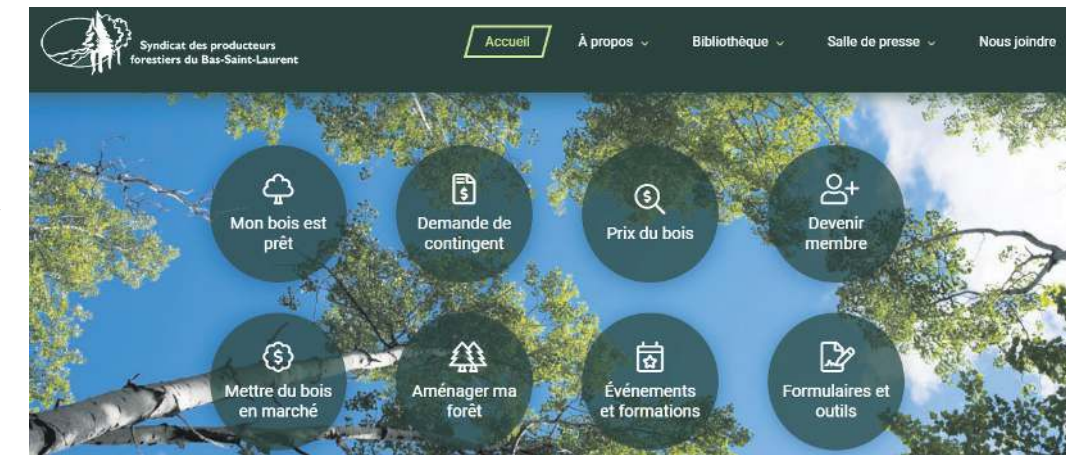 Syndicat des producteurs
forestiers du Bas-Saint-Laurent
Accueil
À propos
Bibliothèque
Salle de presse
Nous joindre
Mon bois est
prêt
Demande de
contingent
Prix du bois
Devenir
membre
Mettre du bois
en marché
Aménager ma
forêt
Événements
et formations
Formulaires et
outils